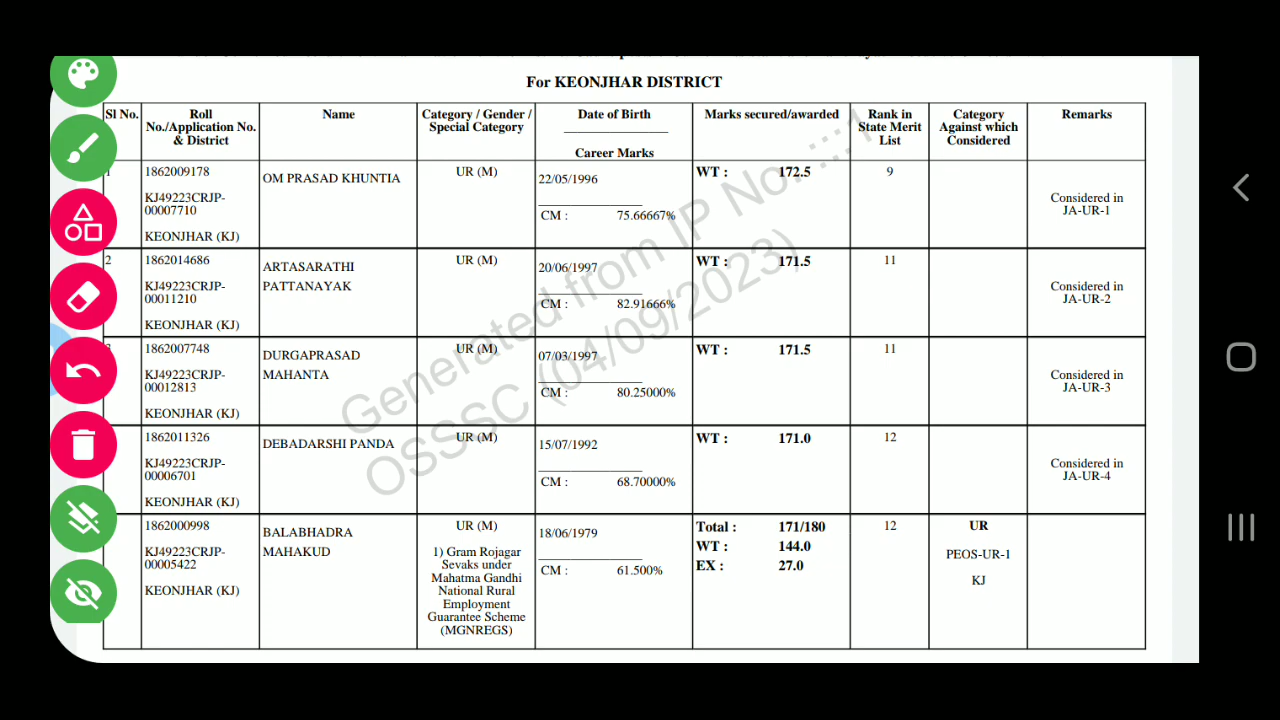 For KEONJHAR DISTRICT
Sl No.
Roll
No./Application No.
& District
Name
Category / Gender /
Special Category
Date of Birth
Career Marks
Marks secured/awarded
Rank in
State Merit
List
Category
Against which
Considered
Remarks
1862009178
KJ49223CRJP-
00007710
KEONJHAR (KJ)
OM PRASAD KHUNTIA
UR (M)
22/05/1996
CM : 75.66667%
WT : 172.5
9
Considered in
JA-UR-1
2
1862014686
KJ49223CRJP-
00011210
KEONJHAR (KJ)
ARTASARATHI
PATTANAYAK
UR (M)
20/06/1997
CM : 82.91666%
WT : 171.5
11
Considered in
JA-UR-2
1862007748
KJ49223CRJP-
00012813
KEONJHAR (KJ)
DURGAPRASAD
MAHANTA
UR (M)
07/03/1997
CM : 80.25000%
WT : 171.5
11
Considered in
JA-UR-3
1862011326
KJ49223CRJP-
00006701
KEONJHAR (KJ)
DEBADARSHI PANDA
UR (M)
15/07/1992
CM : 68.70000%
WT : 171.0
12
Considered in
JA-UR-4
1862000998
KJ49223CRJP-
00005422
KEONJHAR (KJ)
BALABHADRA
MAHAKUD
UR (M)
1) Gram Rojagar
Sevaks under
Mahatma Gandhi
National Rural
Employment
Guarantee Scheme
(MGNREGS)
18/06/1979
CM : 61.500%
Total : 171/180
WT : 144.0
EX : 27.0
12
UR
PEOS-UR-1
KJ
Generated from IP No. :::1
OSSSC (04/09/2023)